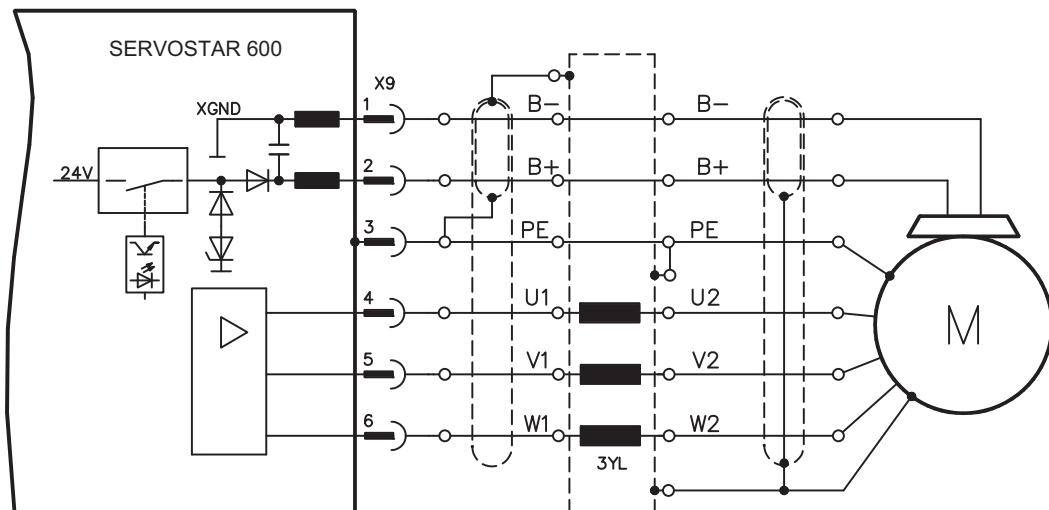 SERVOSTAR 600
X9
XGND
1
B– B–
24V
2
B+ B+
3
PE PE
4
U1 U2
M
5
V1 V2
6
W1 W2
3YL